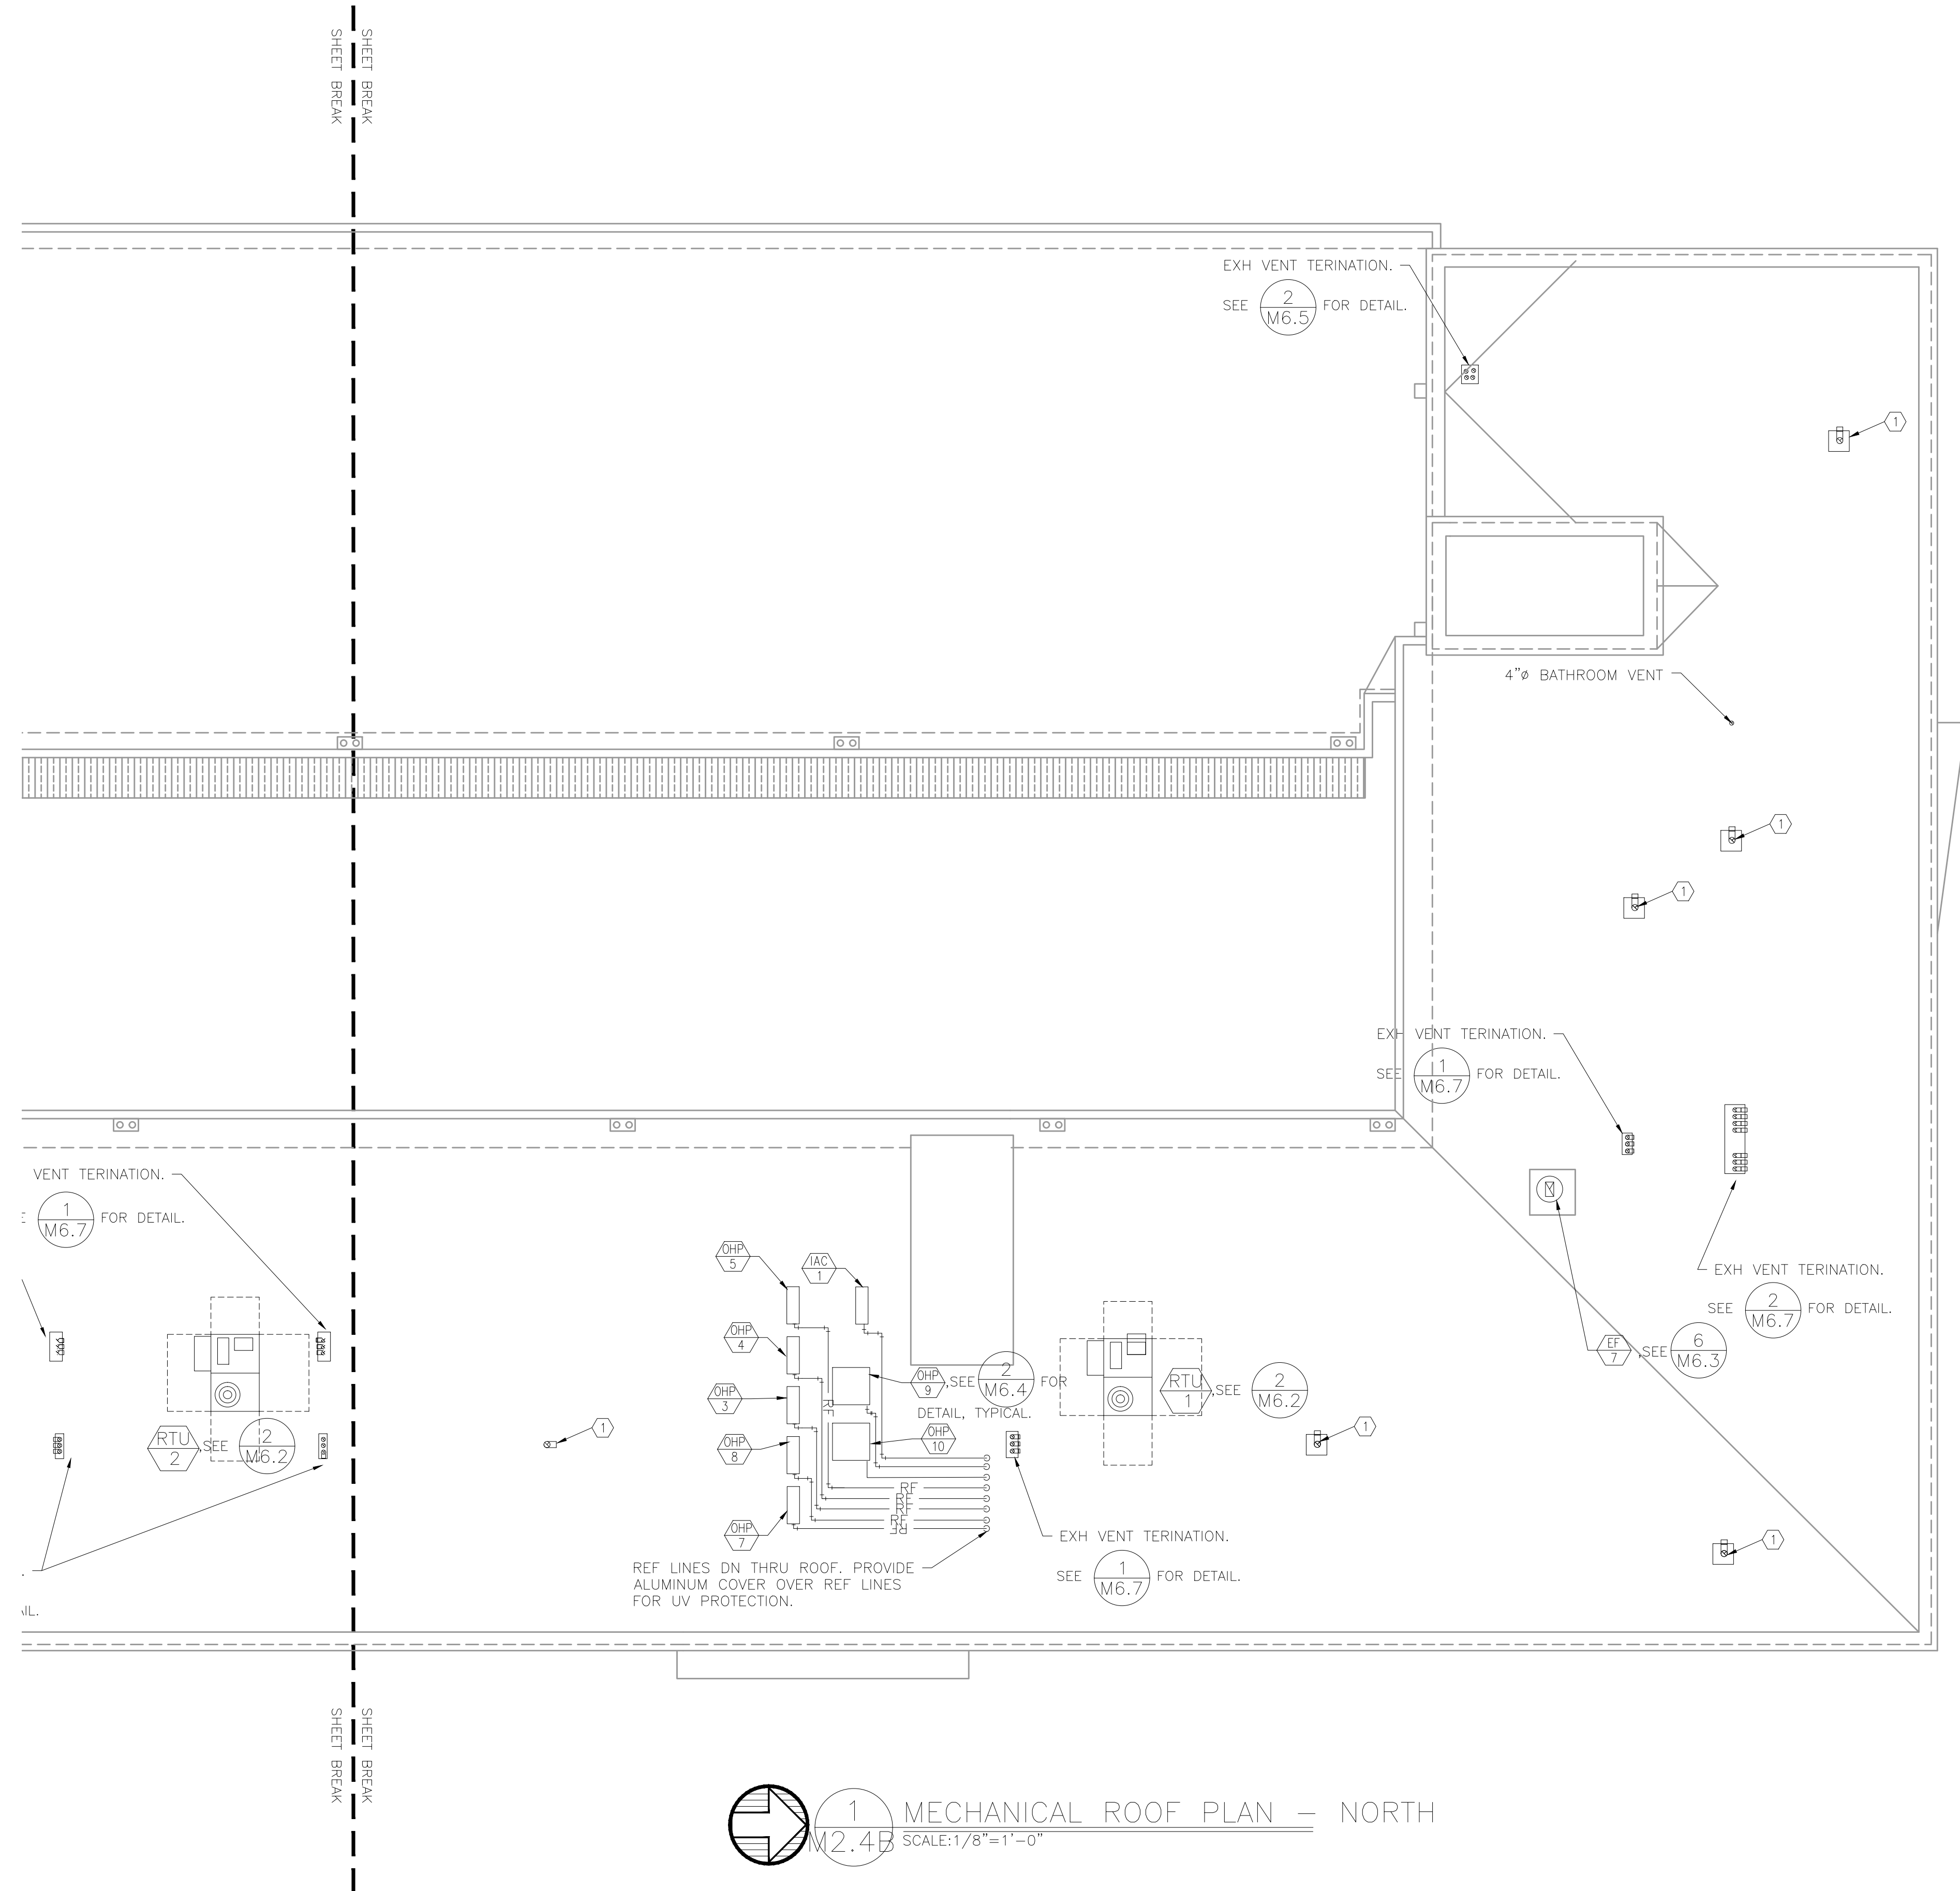 SHEET BREAK
SHEET BREAK
EXH VENT TERINATION.
SEE 2 FOR DETAIL.
M6.5
1
4"ø BATHROOM VENT
1
1
EXH VENT TERINATION.
SEE 1 FOR DETAIL.
M6.7
VENT TERINATION.
1 FOR DETAIL.
M6.7
OHP
5
IAC
1
EXH VENT TERINATION.
SEE 2 FOR DETAIL.
M6.7
OHP
4
EF
7
,SEE 6
M6.3
OHP
9
,SEE 2 FOR
M6.4
DETAIL, TYPICAL.
RTU
1
,SEE 2
M6.2
OHP
3
RF
RTU
2
,SEE 2
M6.2
1
OHP
8
OHP
10
1
RF
RF
RF
RF
RF
OHP
7
EXH VENT TERINATION.
SEE 1 FOR DETAIL.
M6.7
1
REF LINES DN THRU ROOF. PROVIDE
ALUMINUM COVER OVER REF LINES
FOR UV PROTECTION.
SHEET BREAK
SHEET BREAK
1
M2.4B
MECHANICAL ROOF PLAN – NORTH
SCALE:1/8"=1'-0"